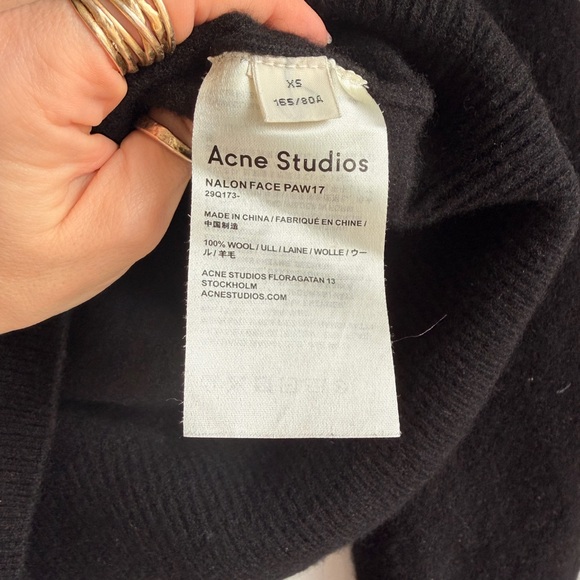 XS
165/80A
Acne Studios
NALON FACE PAW17
29Q173-
MADE IN CHINA / FABRIQUÉ EN CHINE /
中国制造
100% WOOL / ULL / LAINE / WOLLE / ウー
ル / 羊毛
ACNE STUDIOS FLORAGATAN 13
STOCKHOLM
ACNESTUDIOS.COM